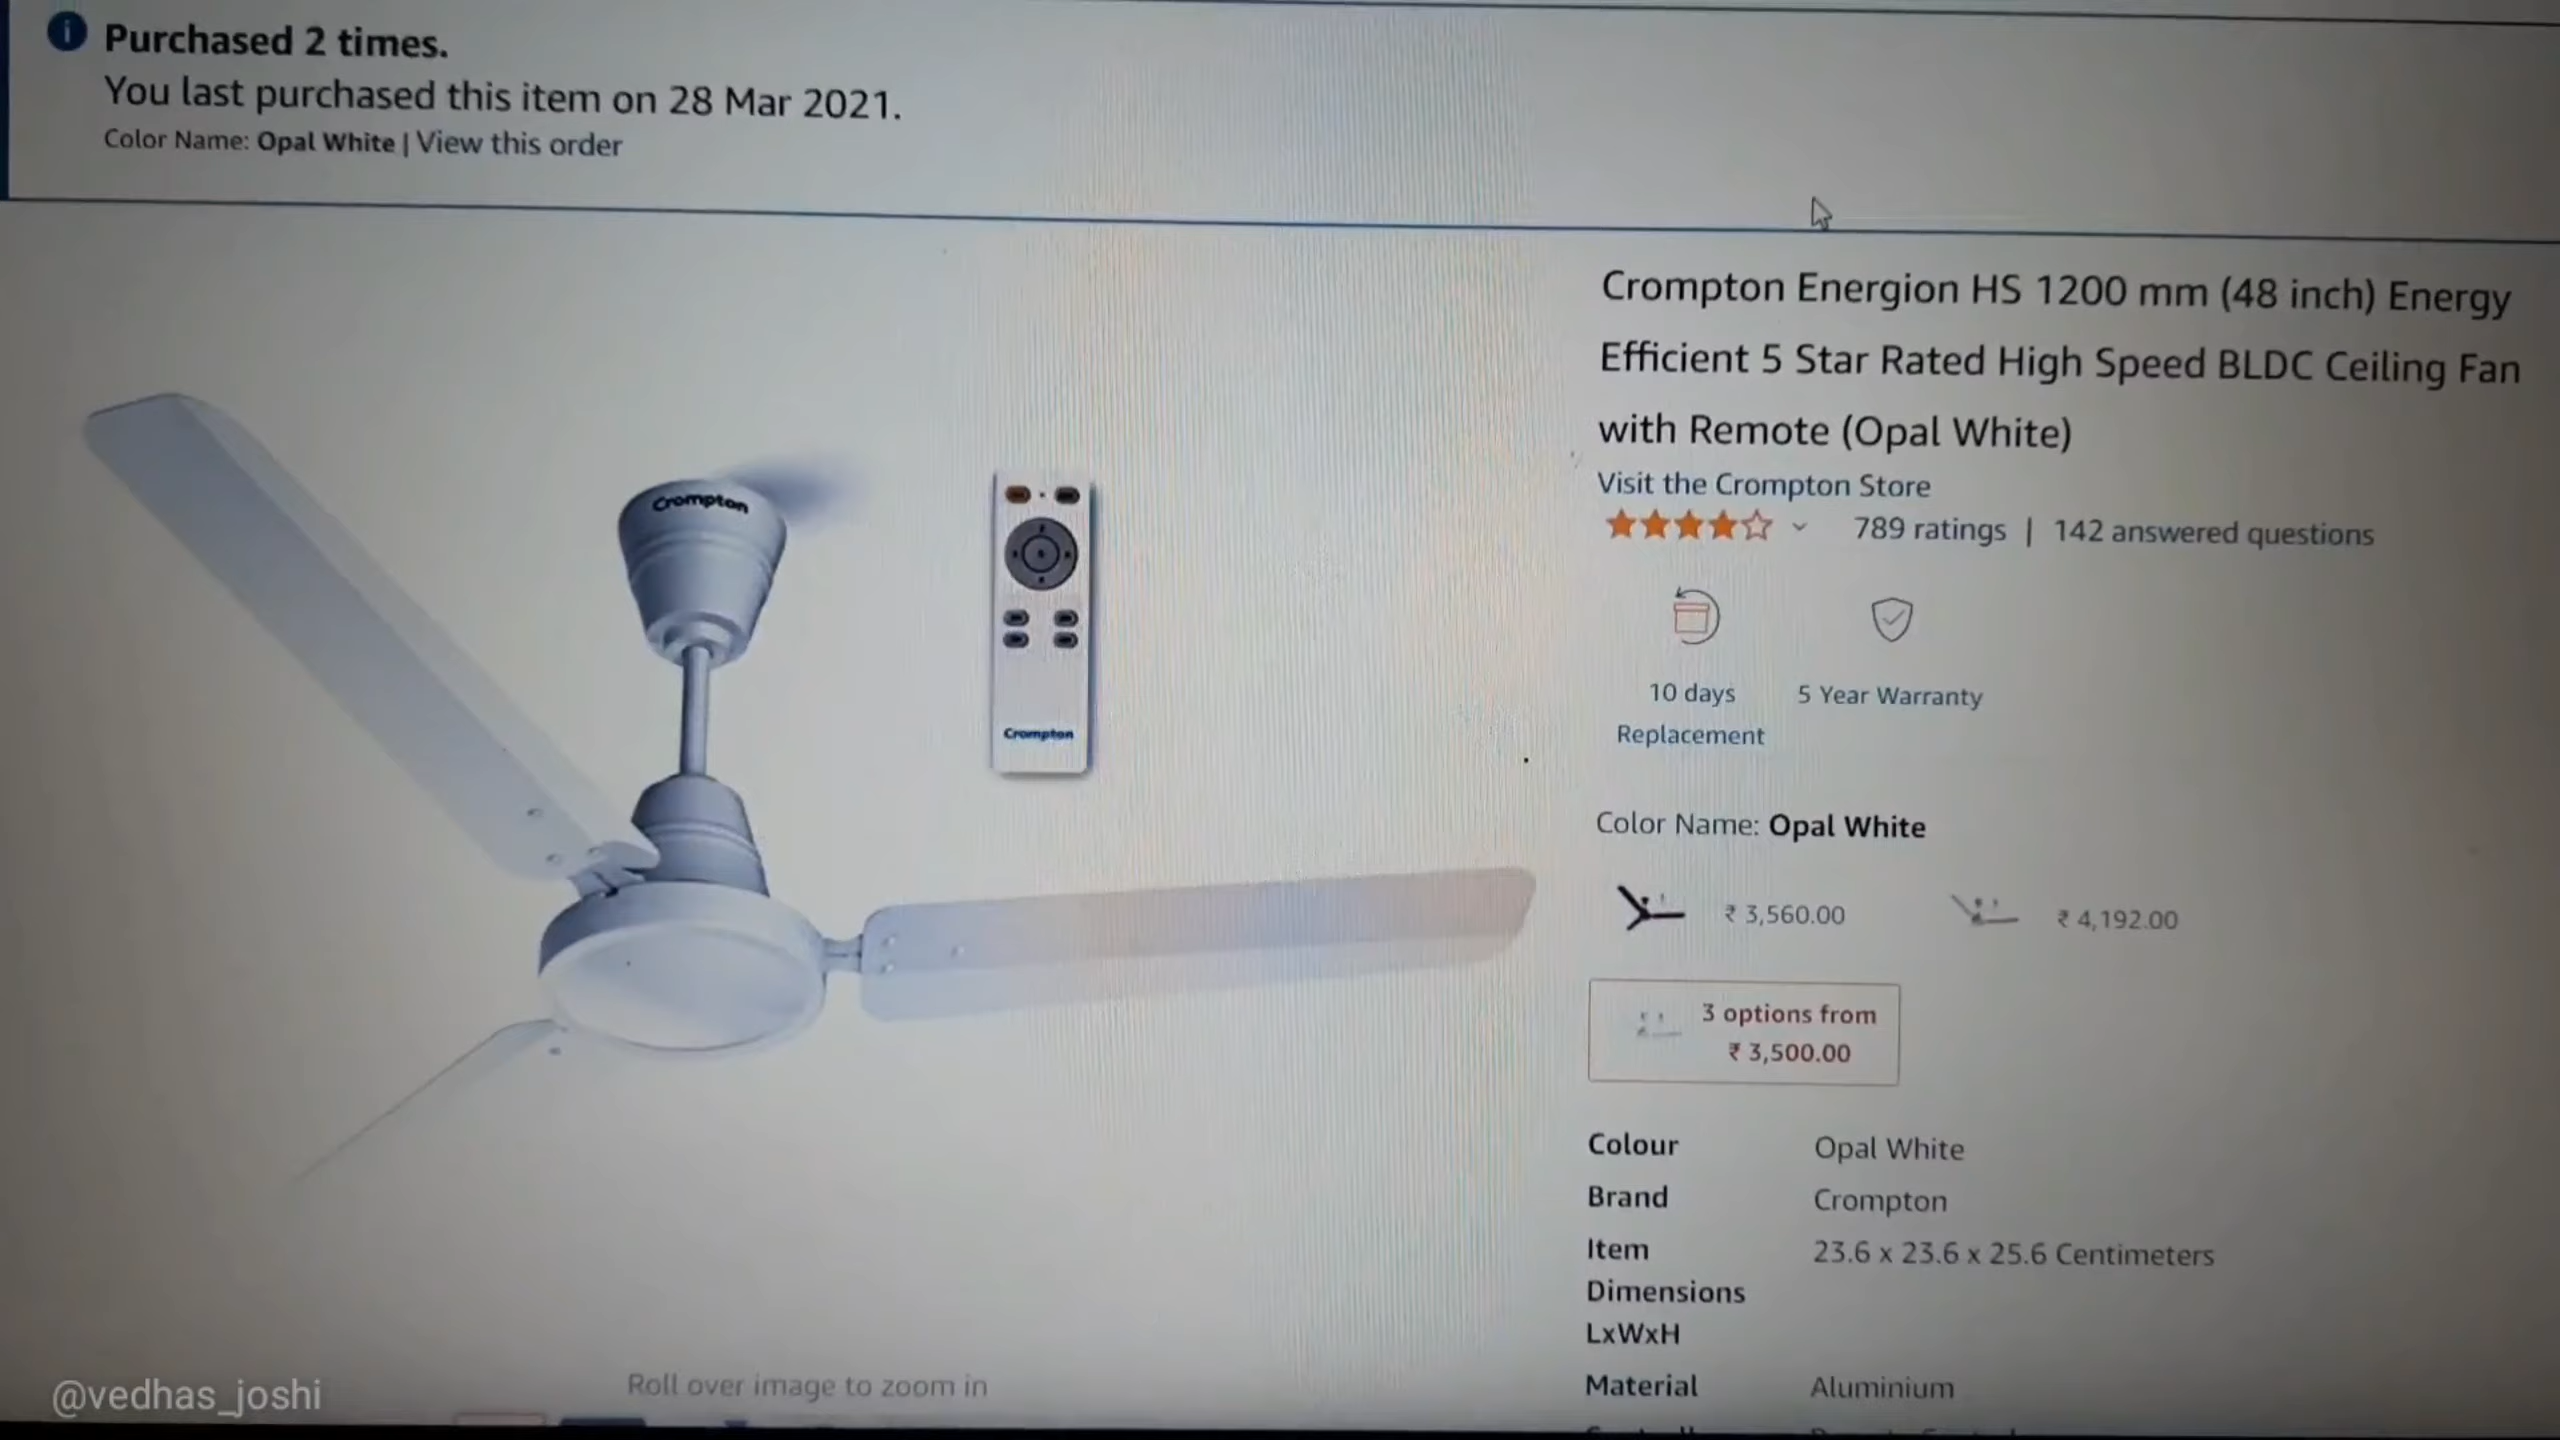 Purchased 2 times.
You last purchased this item on 28 Mar 2021.
Color Name: Opal White | View this order
Crompton Energion HS 1200 mm (48 inch) Energy
Efficient 5 Star Rated High Speed BLDC Ceiling Fan
with Remote (Opal White)
Visit the Crompton Store
789 ratings | 142 answered questions
10 days
Replacement
5 Year Warranty
Crompton
Crompton
Color Name: Opal White
₹ 3,560.00
₹ 4,192.00
3 options from
₹ 3,500.00
Colour Opal White
Brand Crompton
Item 23.6 x 23.6 x 25.6 Centimeters
Dimensions
LxWxH
Material Aluminium
Roll over image to zoom in
@vedhas_joshi